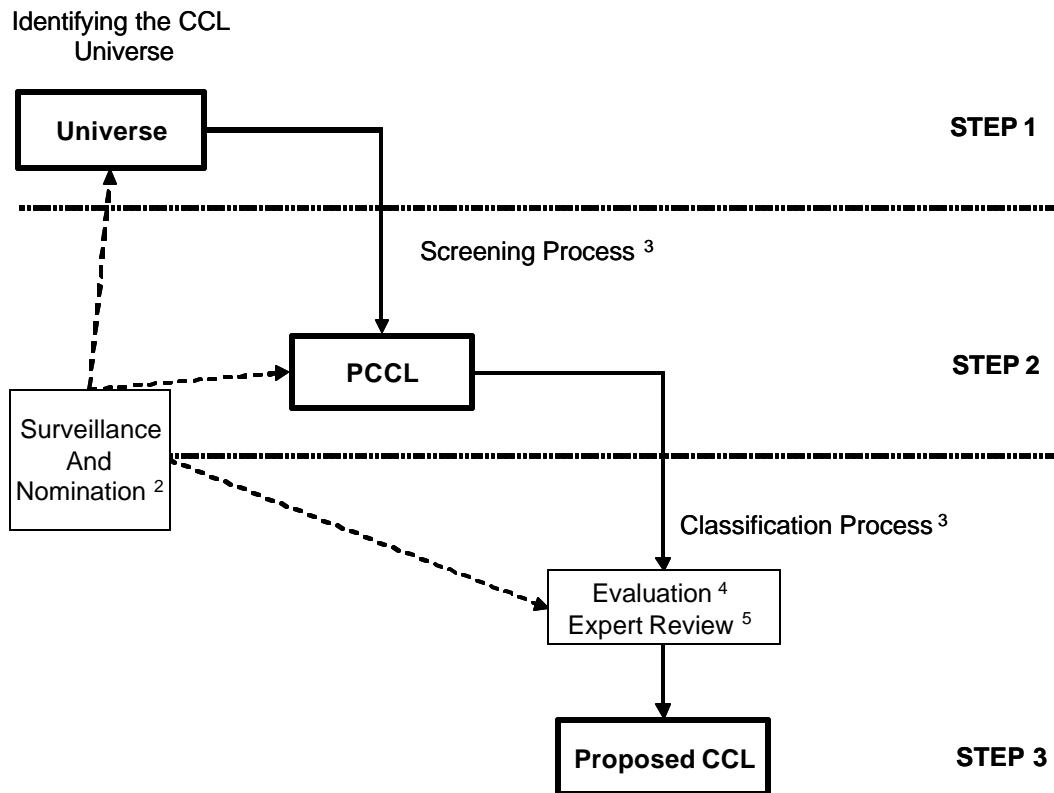 Identifying the CCL
Universe
Universe
STEP 1
Screening Process 3
PCCL
STEP 2
Surveillance
And
Nomination 2
Classification Process 3
Evaluation 4
Expert Review 5
Proposed CCL
STEP 3